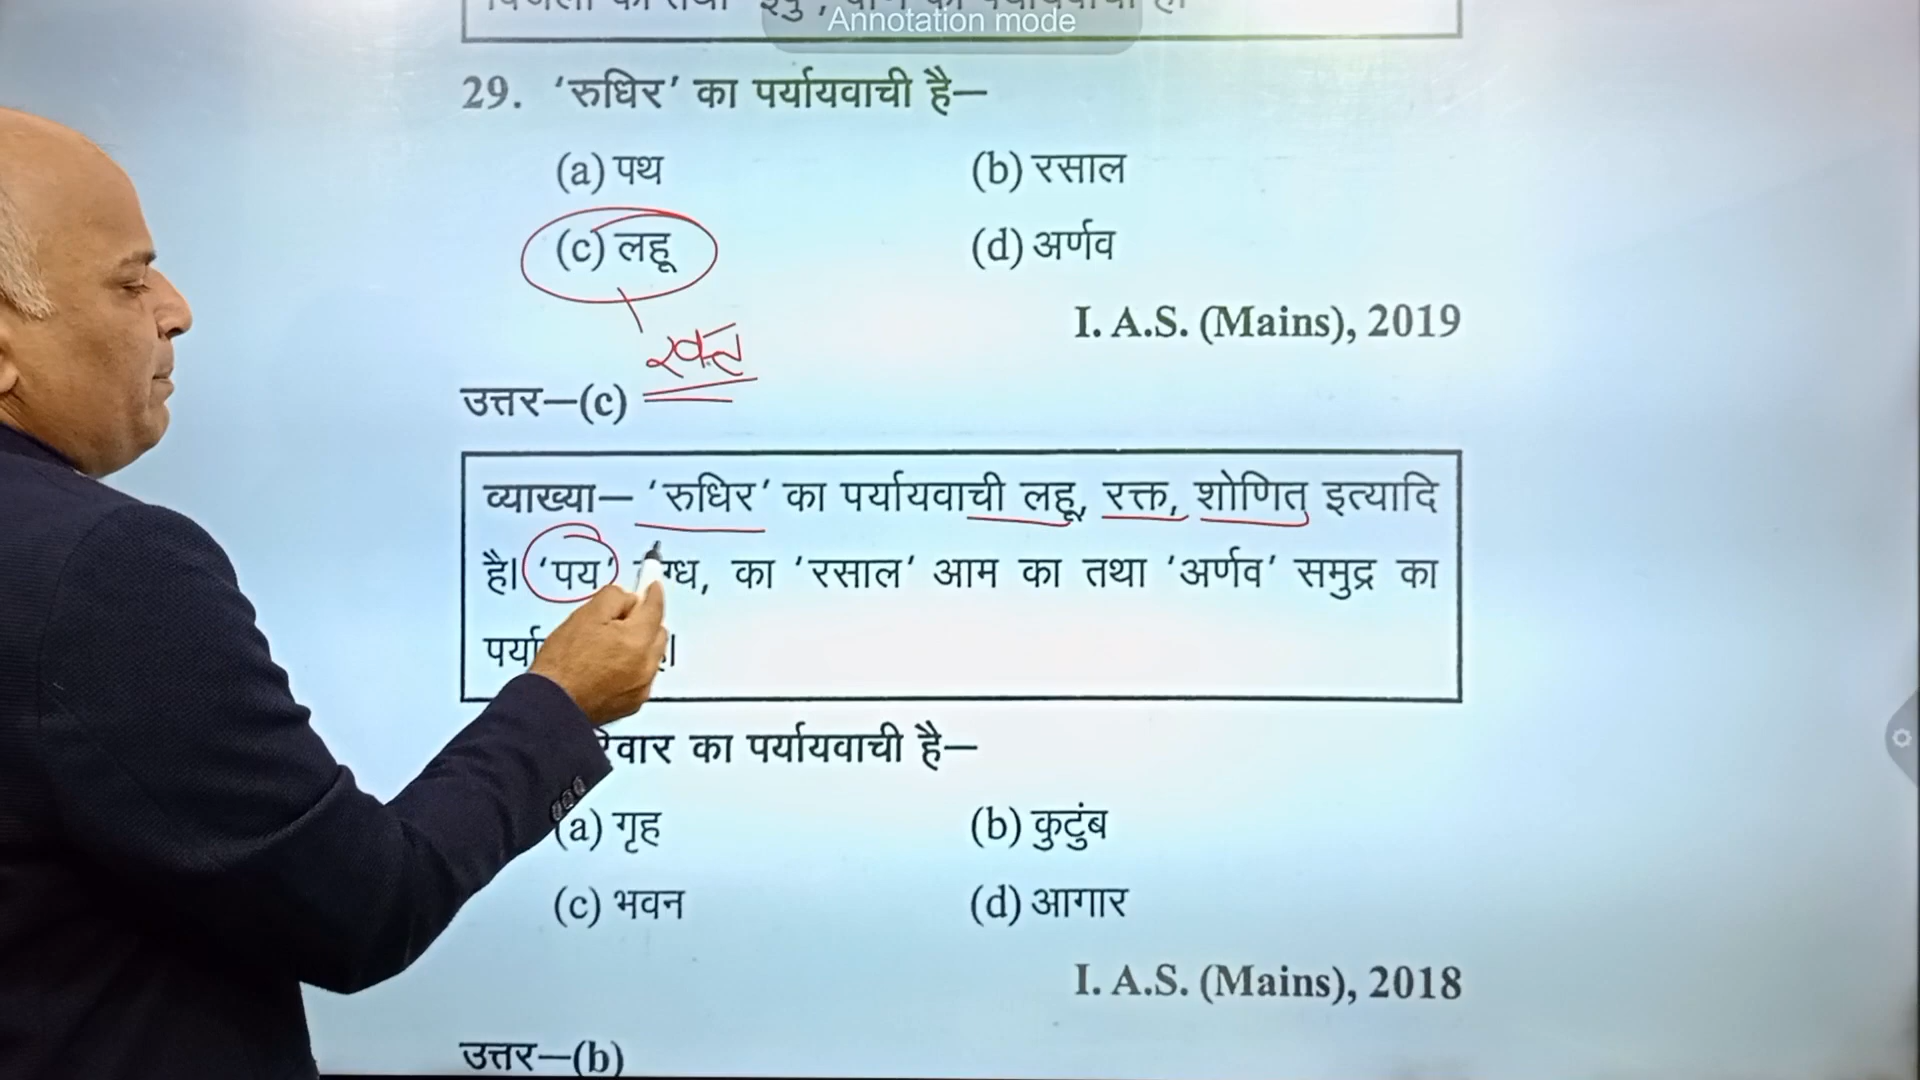 Annotation mode
29. ‘रुधिर’ का पर्यायवाची है—
(a) पथ (b) रसाल
(c) लहू (d) अर्णव
I. A.S. (Mains), 2019
रक्त
उत्तर—(c)
व्याख्या— ‘रुधिर’ का पर्यायवाची लहू, रक्त, शोणित इत्यादि
है। ‘पय’ का ‘रसाल’ आम का तथा ‘अर्णव’ समुद्र का
का पर्यायवाची है—
(a) गृह (b) कुटुंब
(c) भवन (d) आगार
I. A.S. (Mains), 2018
उत्तर—(b)